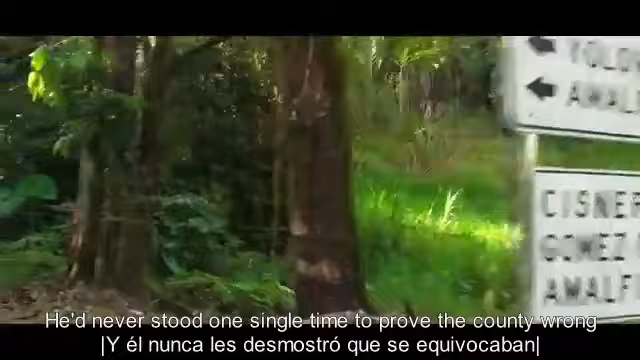 CISNER
GOMEZ
AMALF
He'd never stood one single time to prove the county wrong
|Y él nunca les desmostró que se equivocaban|